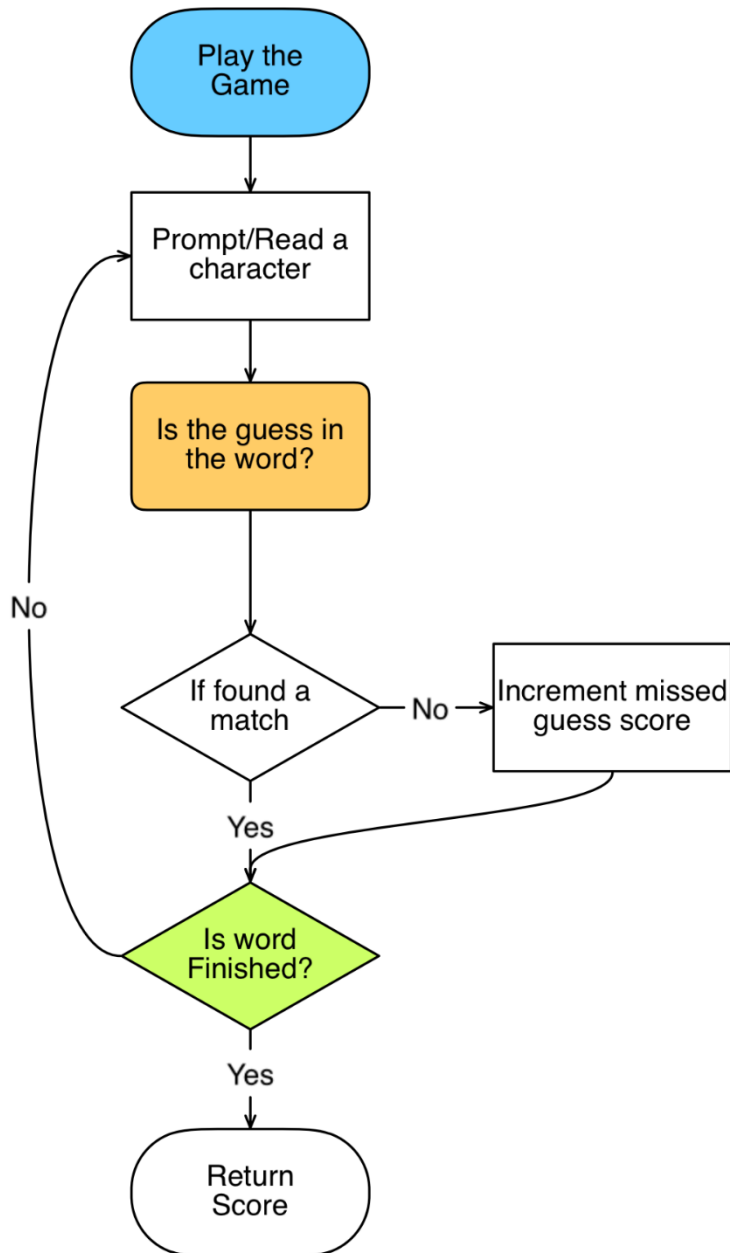 Play the
Game
Prompt/Read a
character
Is the guess in
the word?
No
If found a
match
No
Increment missed
guess score
Yes
Is word
Finished?
Yes
Return
Score